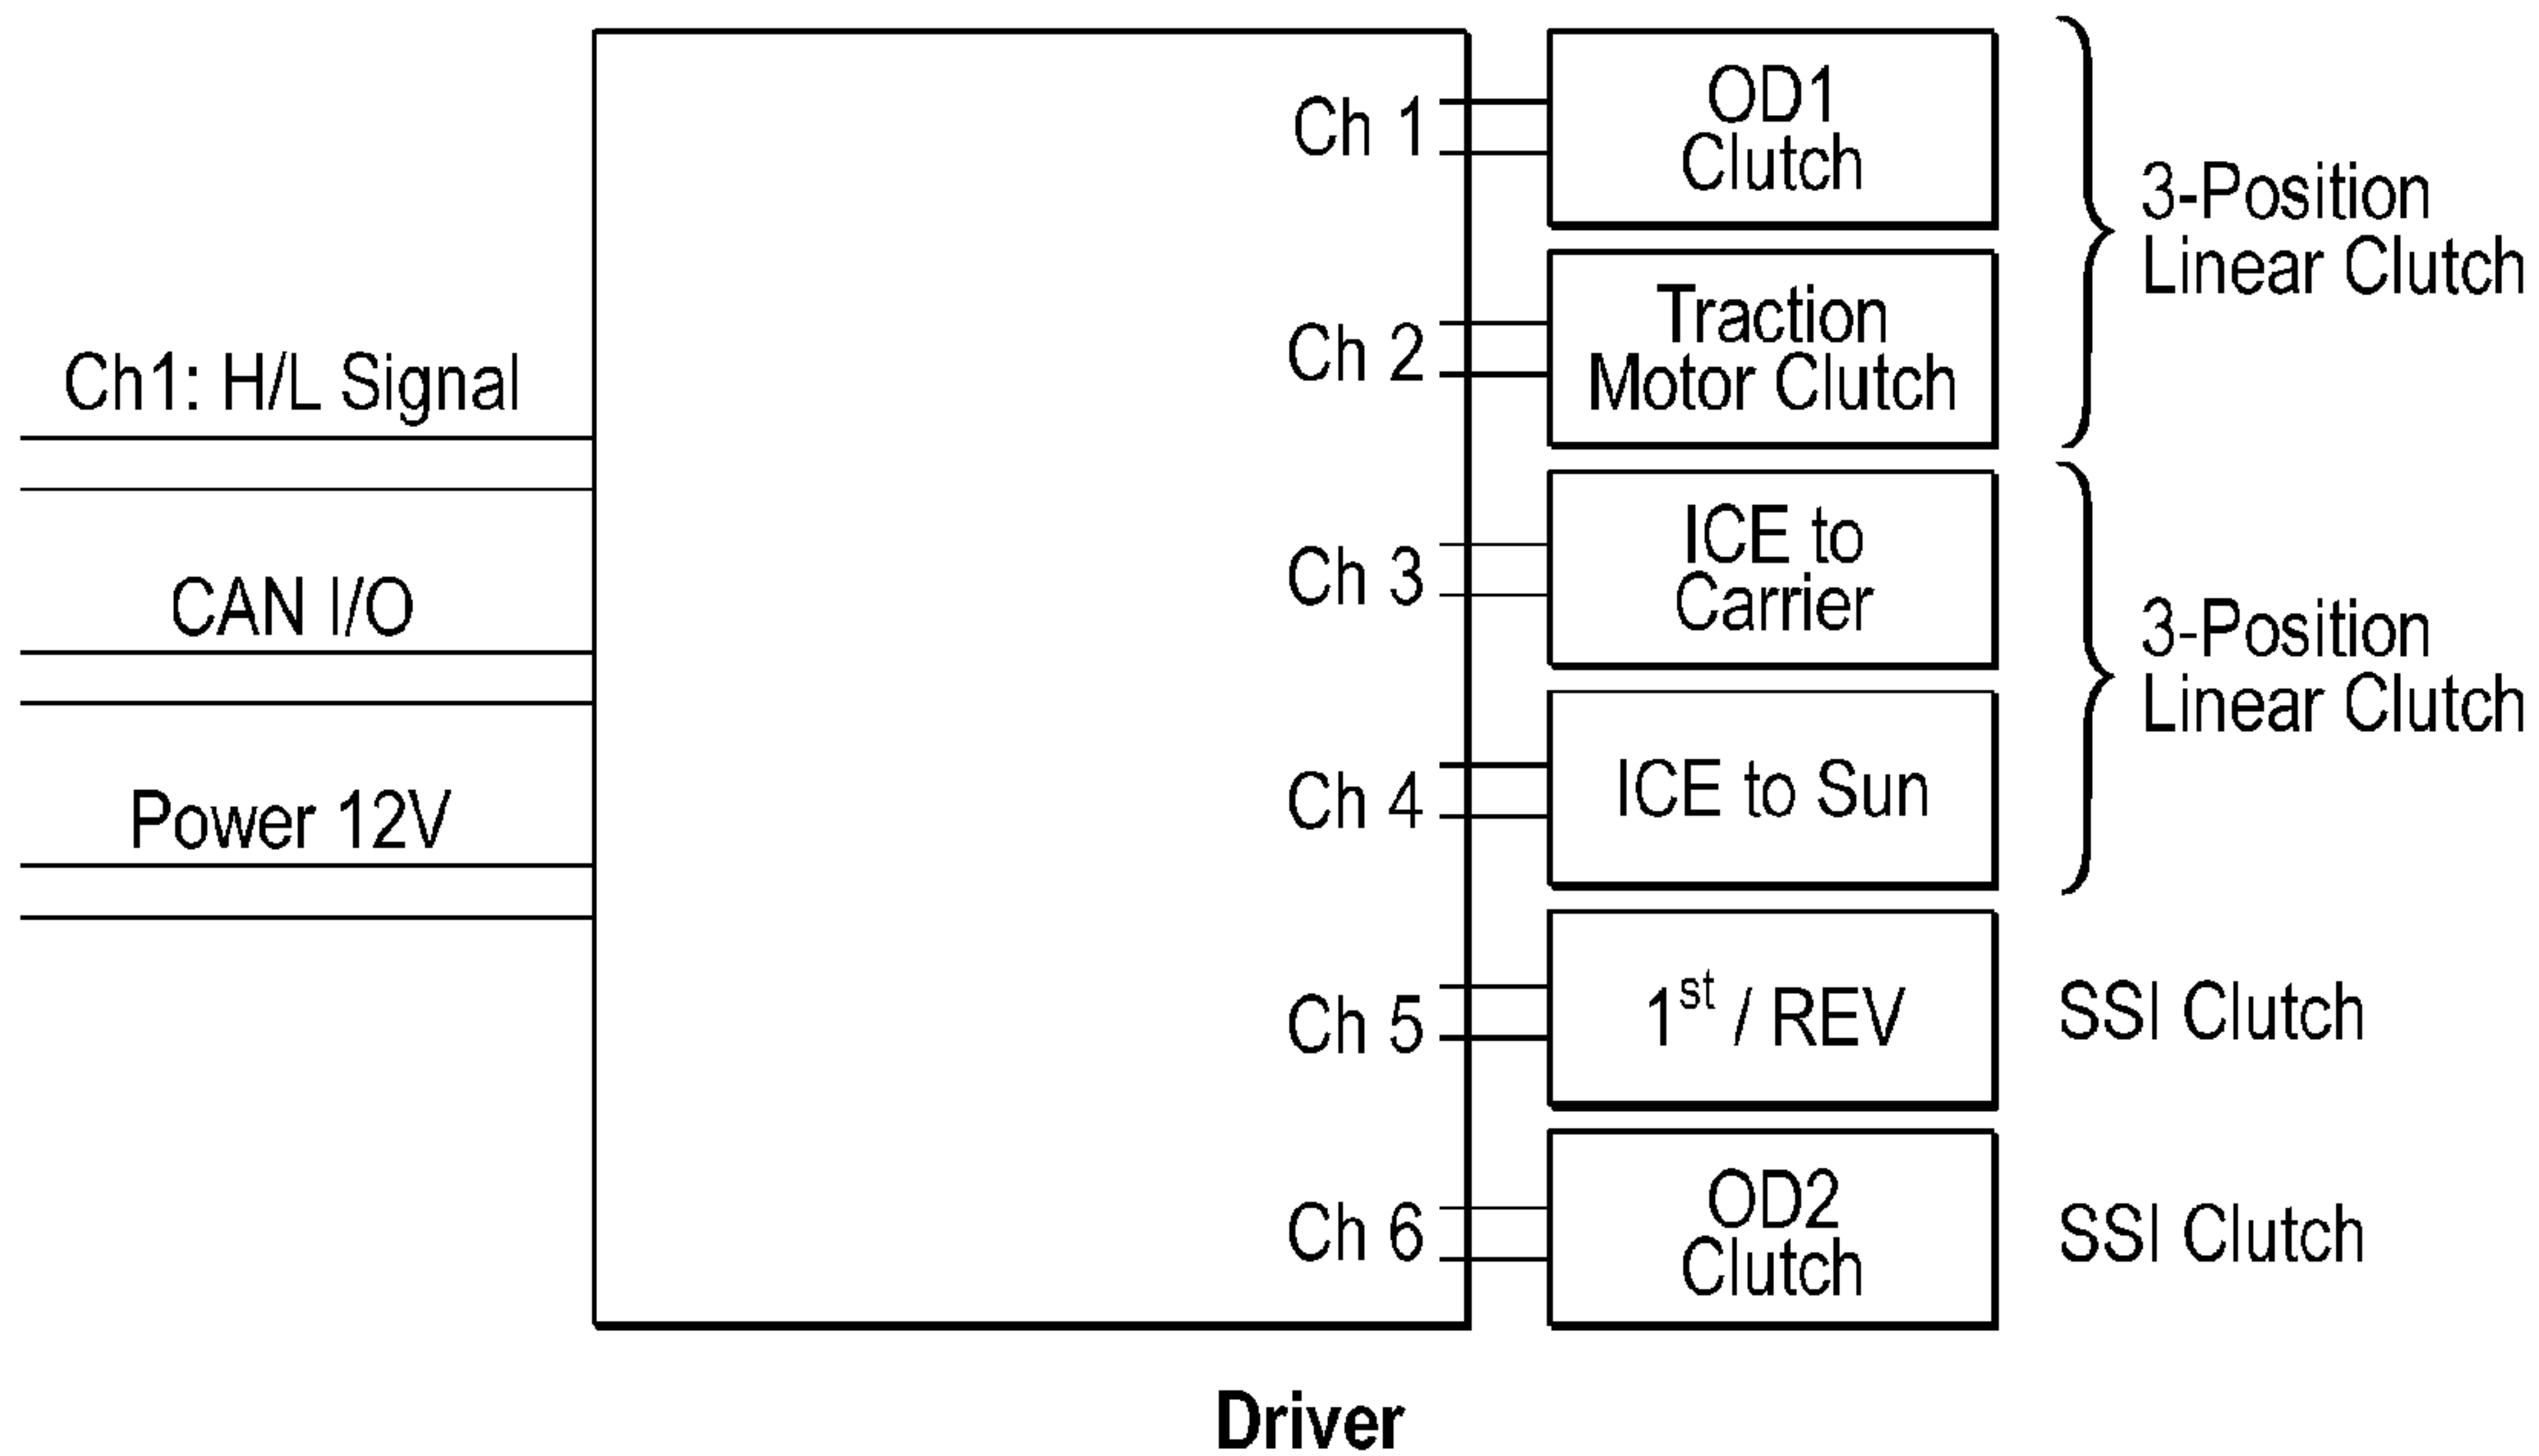 Ch1: H/L Signal
CAN I/O
Power 12V
Ch 1
Ch 2
Ch 3
Ch 4
Ch 5
Ch 6
OD1
Clutch
Traction
Motor Clutch
ICE to
Carrier
ICE to Sun
1st / REV
OD2
Clutch
3-Position
Linear Clutch
3-Position
Linear Clutch
SSI Clutch
SSI Clutch
Driver